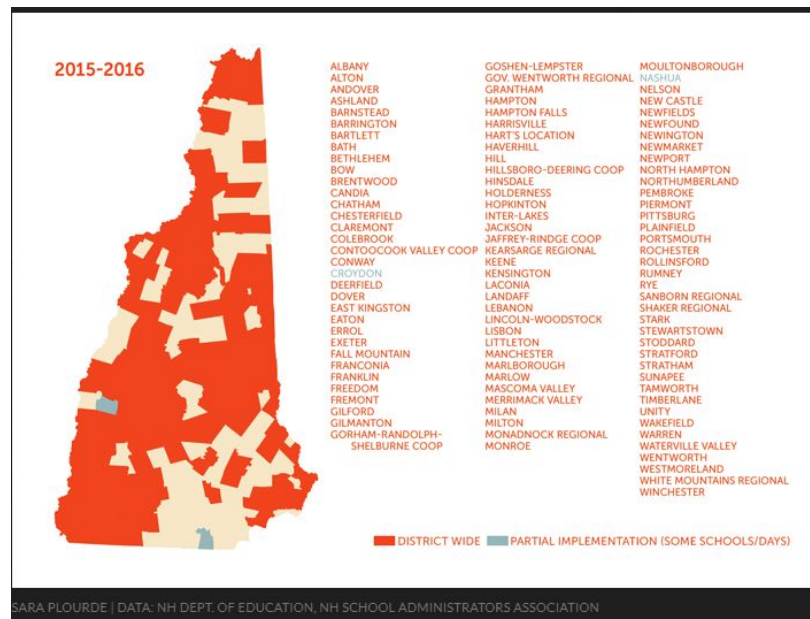 2015-2016
ALBANY
ALTON
ANDOVER
ASHLAND
BARNSTEAD
BARRINGTON
BARTLETT
BATH
BETHLEHEM
BOW
BRENTWOOD
CANDIA
CHATHAM
CHESTERFIELD
CLAREMONT
COLEBROOK
CONTOOCOOK VALLEY COOP
CONWAY
CROYDON
DEERFIELD
DOVER
EAST KINGSTON
EATON
ERROL
EXETER
FALL MOUNTAIN
FRANCONIA
FRANKLIN
FREEDOM
FREMONT
GILFORD
GILMANTON
GORHAM-RANDOLPH-
SHELBURNE COOP
GOSHEN-LEMPSTER
GOV. WENTWORTH REGIONAL
GRANTHAM
HAMPTON
HAMPTON FALLS
HARRISVILLE
HART'S LOCATION
HAVERHILL
HILL
HILLSBORO-DEERING COOP
HINSDALE
HOLDERNESS
HOPKINTON
INTER-LAKES
JACKSON
JAFFREY-RINDGE COOP
KEARSARGE REGIONAL
KEENE
KENSINGTON
LACONIA
LANDAFF
LEBANON
LINCOLN-WOODSTOCK
LISBON
LITTLETON
MANCHESTER
MARLBOROUGH
MARLOW
MASCOMA VALLEY
MERRIMACK VALLEY
MILAN
MILTON
MONADNOCK REGIONAL
MONROE
MOULTONBOROUGH
NASHUA
NELSON
NEW CASTLE
NEWFIELDS
NEWFOUND
NEWINGTON
NEWMARKET
NEWPORT
NORTH HAMPTON
NORTHUMBERLAND
PEMBROKE
PIERMONT
PITTSBURG
PLAINFIELD
PORTSMOUTH
ROCHESTER
ROLLINSFORD
RUMNEY
RYE
SANBORN REGIONAL
SHAKER REGIONAL
STARK
STEWARTSTOWN
STODDARD
STRATFORD
STRATHAM
SUNAPEE
TAMWORTH
TIMBERLANE
UNITY
WAKEFIELD
WARREN
WATERVILLE VALLEY
WENTWORTH
WESTMORELAND
WHITE MOUNTAINS REGIONAL
WINCHESTER
DISTRICT WIDE
PARTIAL IMPLEMENTATION (SOME SCHOOLS/DAYS)
SARA PLOURDE | DATA: NH DEPT. OF EDUCATION, NH SCHOOL ADMINISTRATORS ASSOCIATION